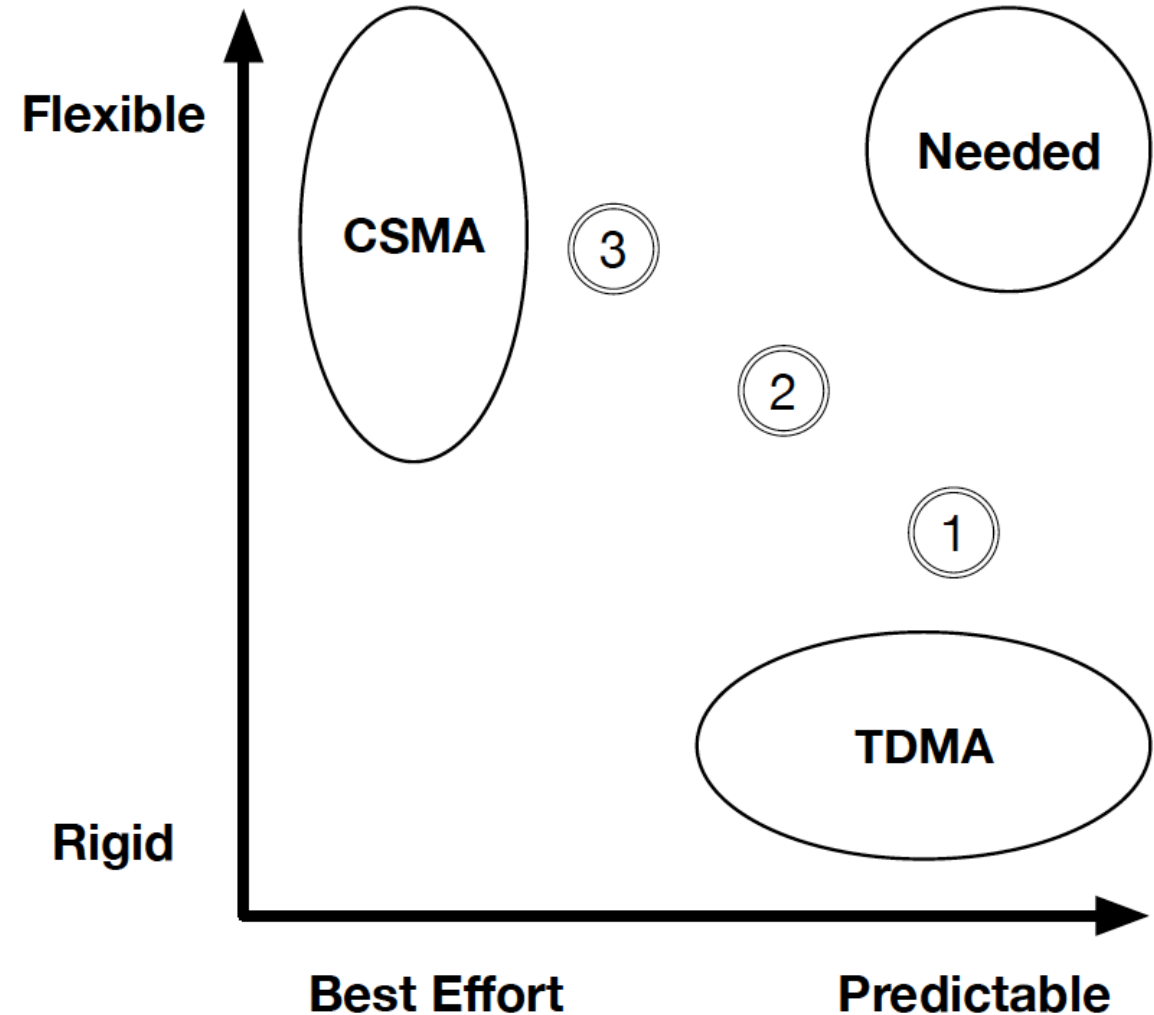 Flexible
Needed
CSMA
3
2
1
TDMA
Rigid
Best Effort
Predictable